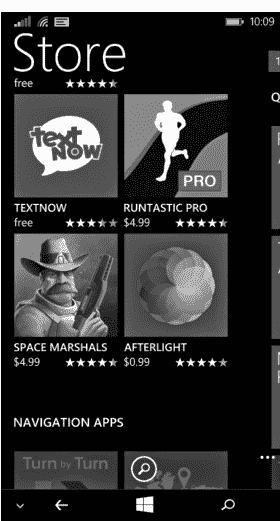 10:09
Store
free
text
NOW
PRO
TEXTNOW
RUNTASTIC PRO
free
$4.99
SPACE MARSHALS
AFTERLIGHT
$4.99
$0.99
NAVIGATION APPS
Turn by Turn